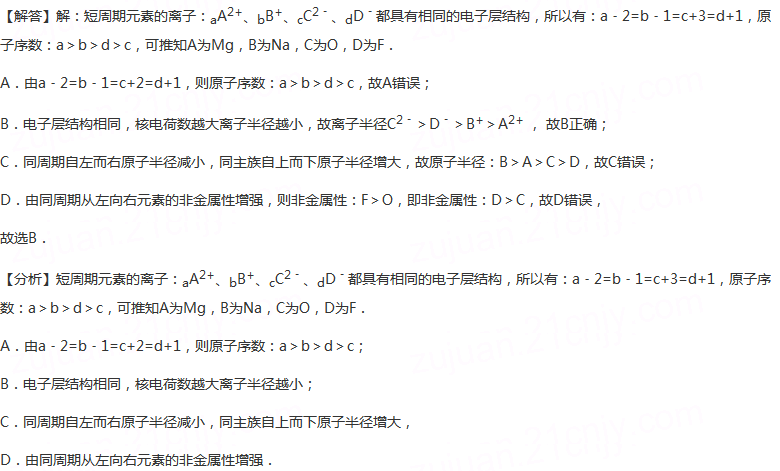 【解答】解：短周期元素的离子：ₐA²⁺、bB⁺、cC²﹣、dD﹣都具有相同的电子层结构，所以有：a﹣2=b﹣1=c+3=d+1，原
子序数：a＞b＞d＞c，可推知A为Mg，B为Na，C为O，D为F．
A．由a﹣2=b﹣1=c+2=d+1，则原子序数：a＞b＞d＞c，故A错误；
B．电子层结构相同，核电荷数越大离子半径越小，故离子半径C²﹣＞D﹣＞B⁺＞A²⁺ ， 故B正确；
C．同周期自左而右原子半径减小，同主族自上而下原子半径增大，故原子半径：B＞A＞C＞D，故C错误；
D．由同周期从左向右元素的非金属性增强，则非金属性：F＞O，即非金属性：D＞C，故D错误，
故选B．
【分析】短周期元素的离子：ₐA²⁺、bB⁺、cC²﹣、dD﹣都具有相同的电子层结构，所以有：a﹣2=b﹣1=c+3=d+1，原子序
数：a＞b＞d＞c，可推知A为Mg，B为Na，C为O，D为F．
A．由a﹣2=b﹣1=c+2=d+1，则原子序数：a＞b＞d＞c；
B．电子层结构相同，核电荷数越大离子半径越小；
C．同周期自左而右原子半径减小，同主族自上而下原子半径增大，
D．由同周期从左向右元素的非金属性增强．